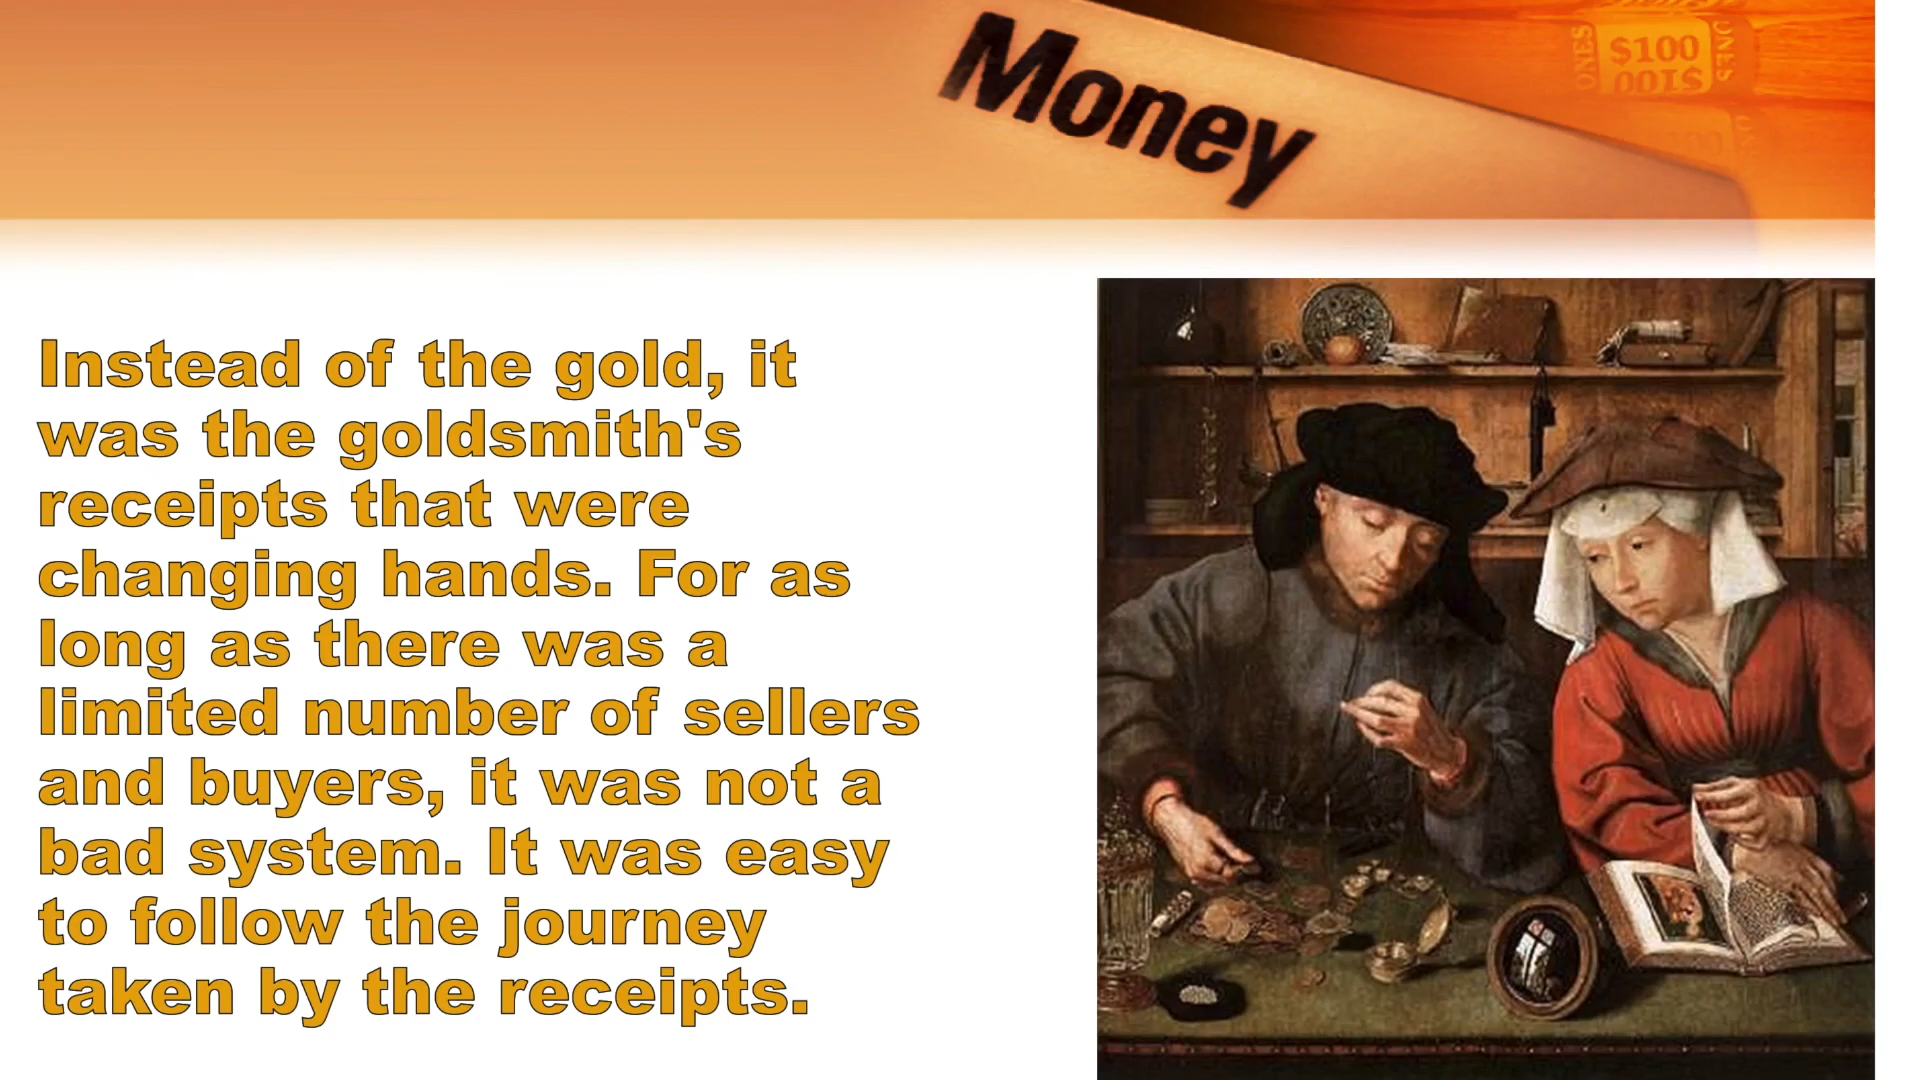 Money
$100
Instead of the gold, it
was the goldsmith's
receipts that were
changing hands. For as
long as there was a
limited number of sellers
and buyers, it was not a
bad system. It was easy
to follow the journey
taken by the receipts.